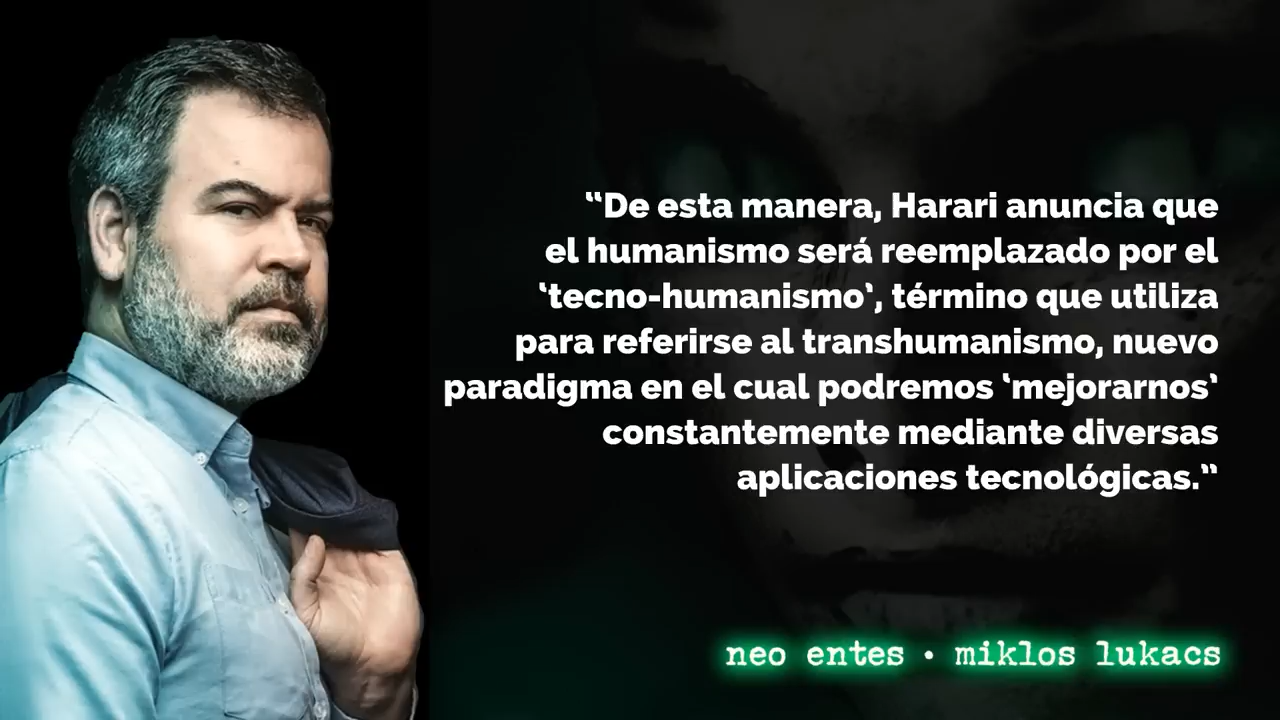 “De esta manera, Harari anuncia que
el humanismo será reemplazado por el
‘tecno-humanismo’, término que utiliza
para referirse al transhumanismo, nuevo
paradigma en el cual podremos ‘mejorarnos’
constantemente mediante diversas
aplicaciones tecnológicas.”
neo entes · miklos lukacs